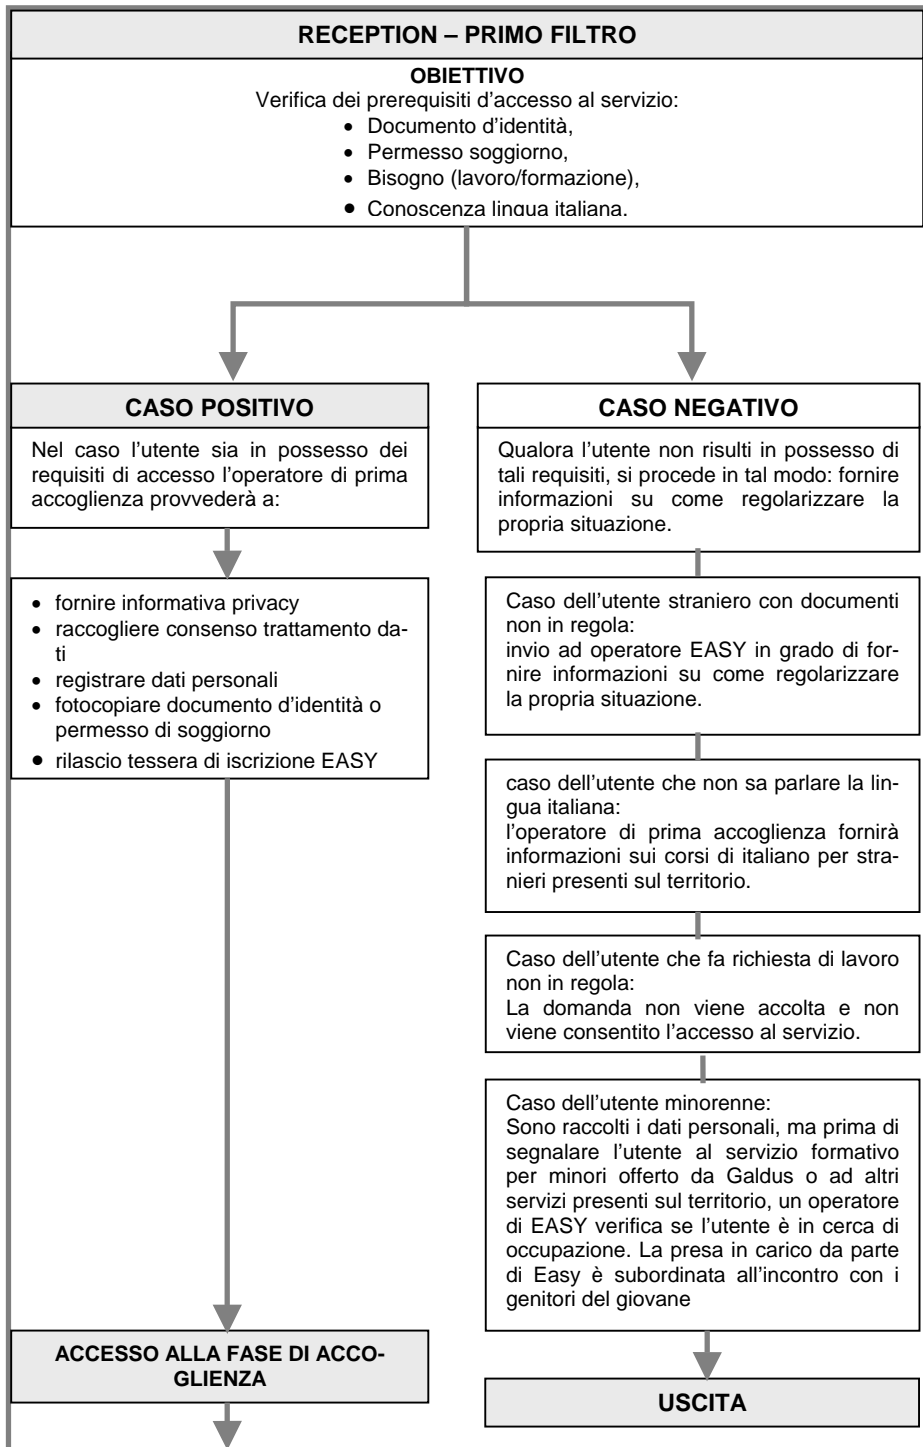 RECEPTION – PRIMO FILTRO
OBIETTIVO
Verifica dei prerequisiti d’accesso al servizio:
• Documento d’identità,
• Permesso soggiorno,
• Bisogno (lavoro/formazione),
• Conoscenza lingua italiana.
CASO POSITIVO
Nel caso l’utente sia in possesso dei
requisiti di accesso l’operatore di prima
accoglienza provvederà a:
• fornire informativa privacy
• raccogliere consenso trattamento da-
ti
• registrare dati personali
• fotocopiare documento d’identità o
permesso di soggiorno
• rilascio tessera di iscrizione EASY
ACCESSO ALLA FASE DI ACCO-
GLIENZA
CASO NEGATIVO
Qualora l’utente non risulti in possesso di
tali requisiti, si procede in tal modo: fornire
informazioni su come regolarizzare la
propria situazione.
Caso dell’utente straniero con documenti
non in regola:
invio ad operatore EASY in grado di for-
nire informazioni su come regolarizzare
la propria situazione.
caso dell’utente che non sa parlare la lin-
gua italiana:
l’operatore di prima accoglienza fornirà
informazioni sui corsi di italiano per stra-
nieri presenti sul territorio.
Caso dell’utente che fa richiesta di lavoro
non in regola:
La domanda non viene accolta e non
viene consentito l’accesso al servizio.
Caso dell’utente minorenne:
Sono raccolti i dati personali, ma prima di
segnalare l’utente al servizio formativo
per minori offerto da Galdus o ad altri
servizi presenti sul territorio, un operatore
di EASY verifica se l’utente è in cerca di
occupazione. La presa in carico da parte
di Easy è subordinata all’incontro con i
genitori del giovane
USCITA